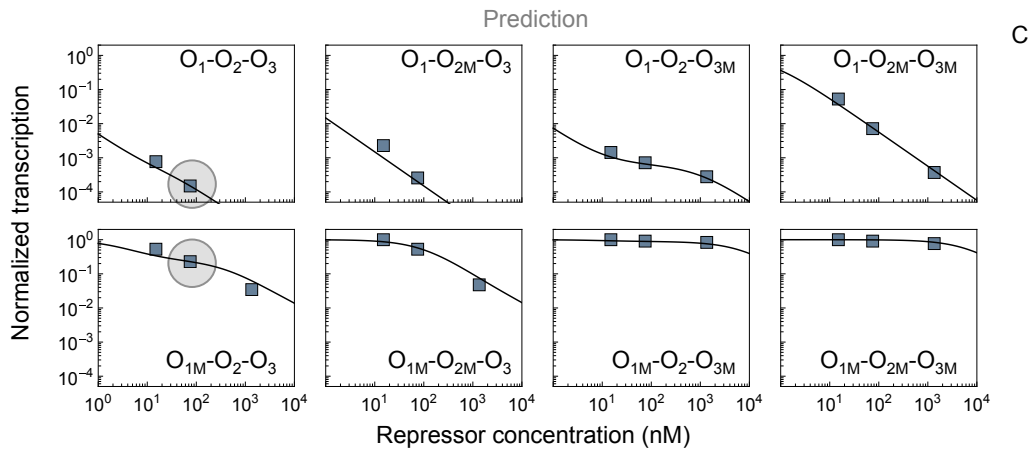 Prediction
C
O1-O2-O3
O1-O2M-O3
O1-O2-O3M
O1-O2M-O3M
10^0
10^-1
10^-2
10^-3
10^-4
Normalized transcription
10^0
10^-1
10^-2
10^-3
10^-4
O1M-O2-O3
O1M-O2M-O3
O1M-O2-O3M
O1M-O2M-O3M
10^0 10^1 10^2 10^3 10^4 10^1 10^2 10^3 10^4 10^1 10^2 10^3 10^4 10^1 10^2 10^3 10^4
Repressor concentration (nM)